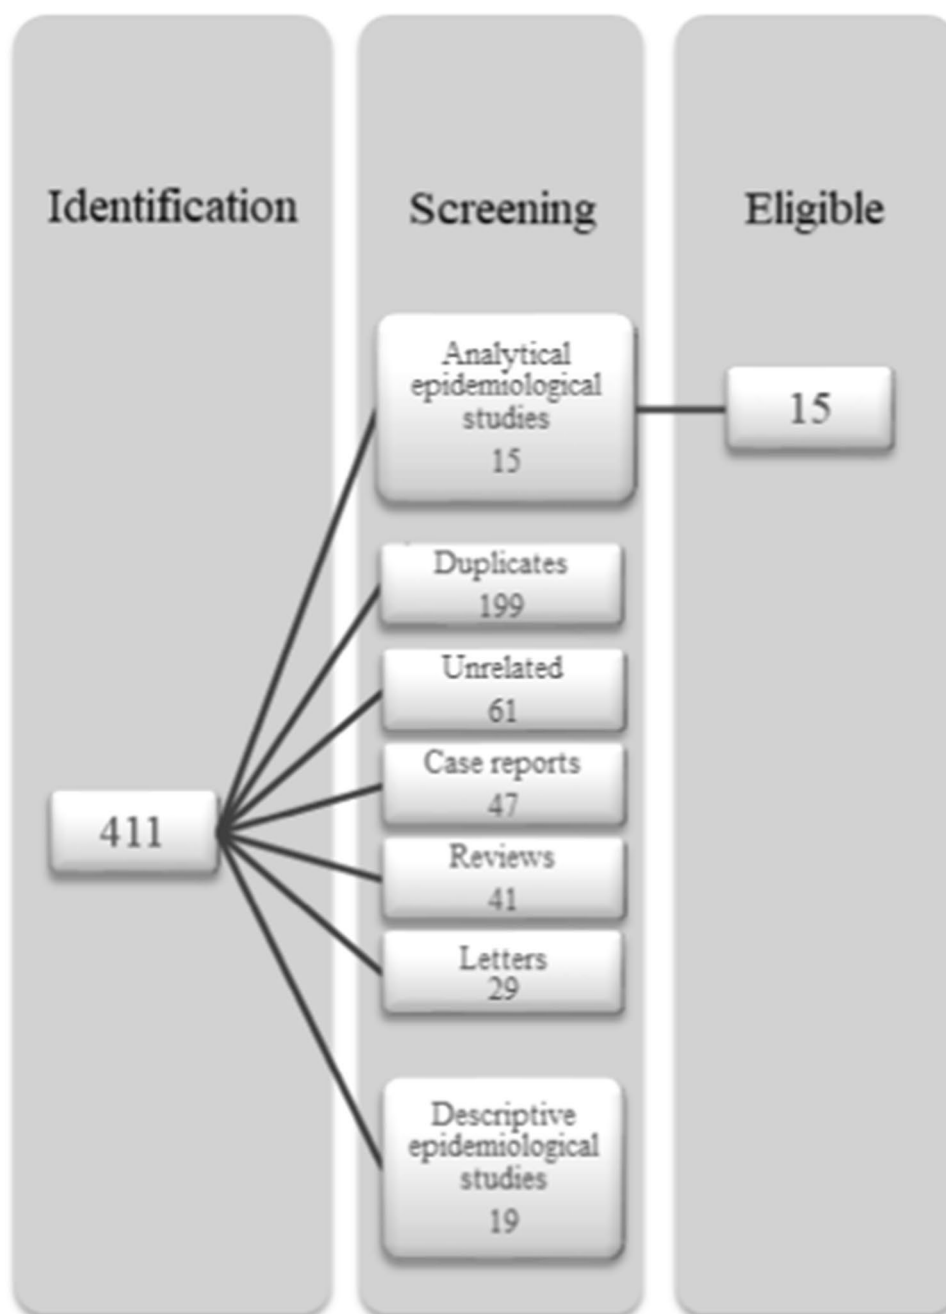 Identification
Screening
Eligible
Analytical
epidemiological
studies
15
15
Duplicates
199
Unrelated
61
Case reports
47
411
Reviews
41
Letters
29
Descriptive
epidemiological
studies
19